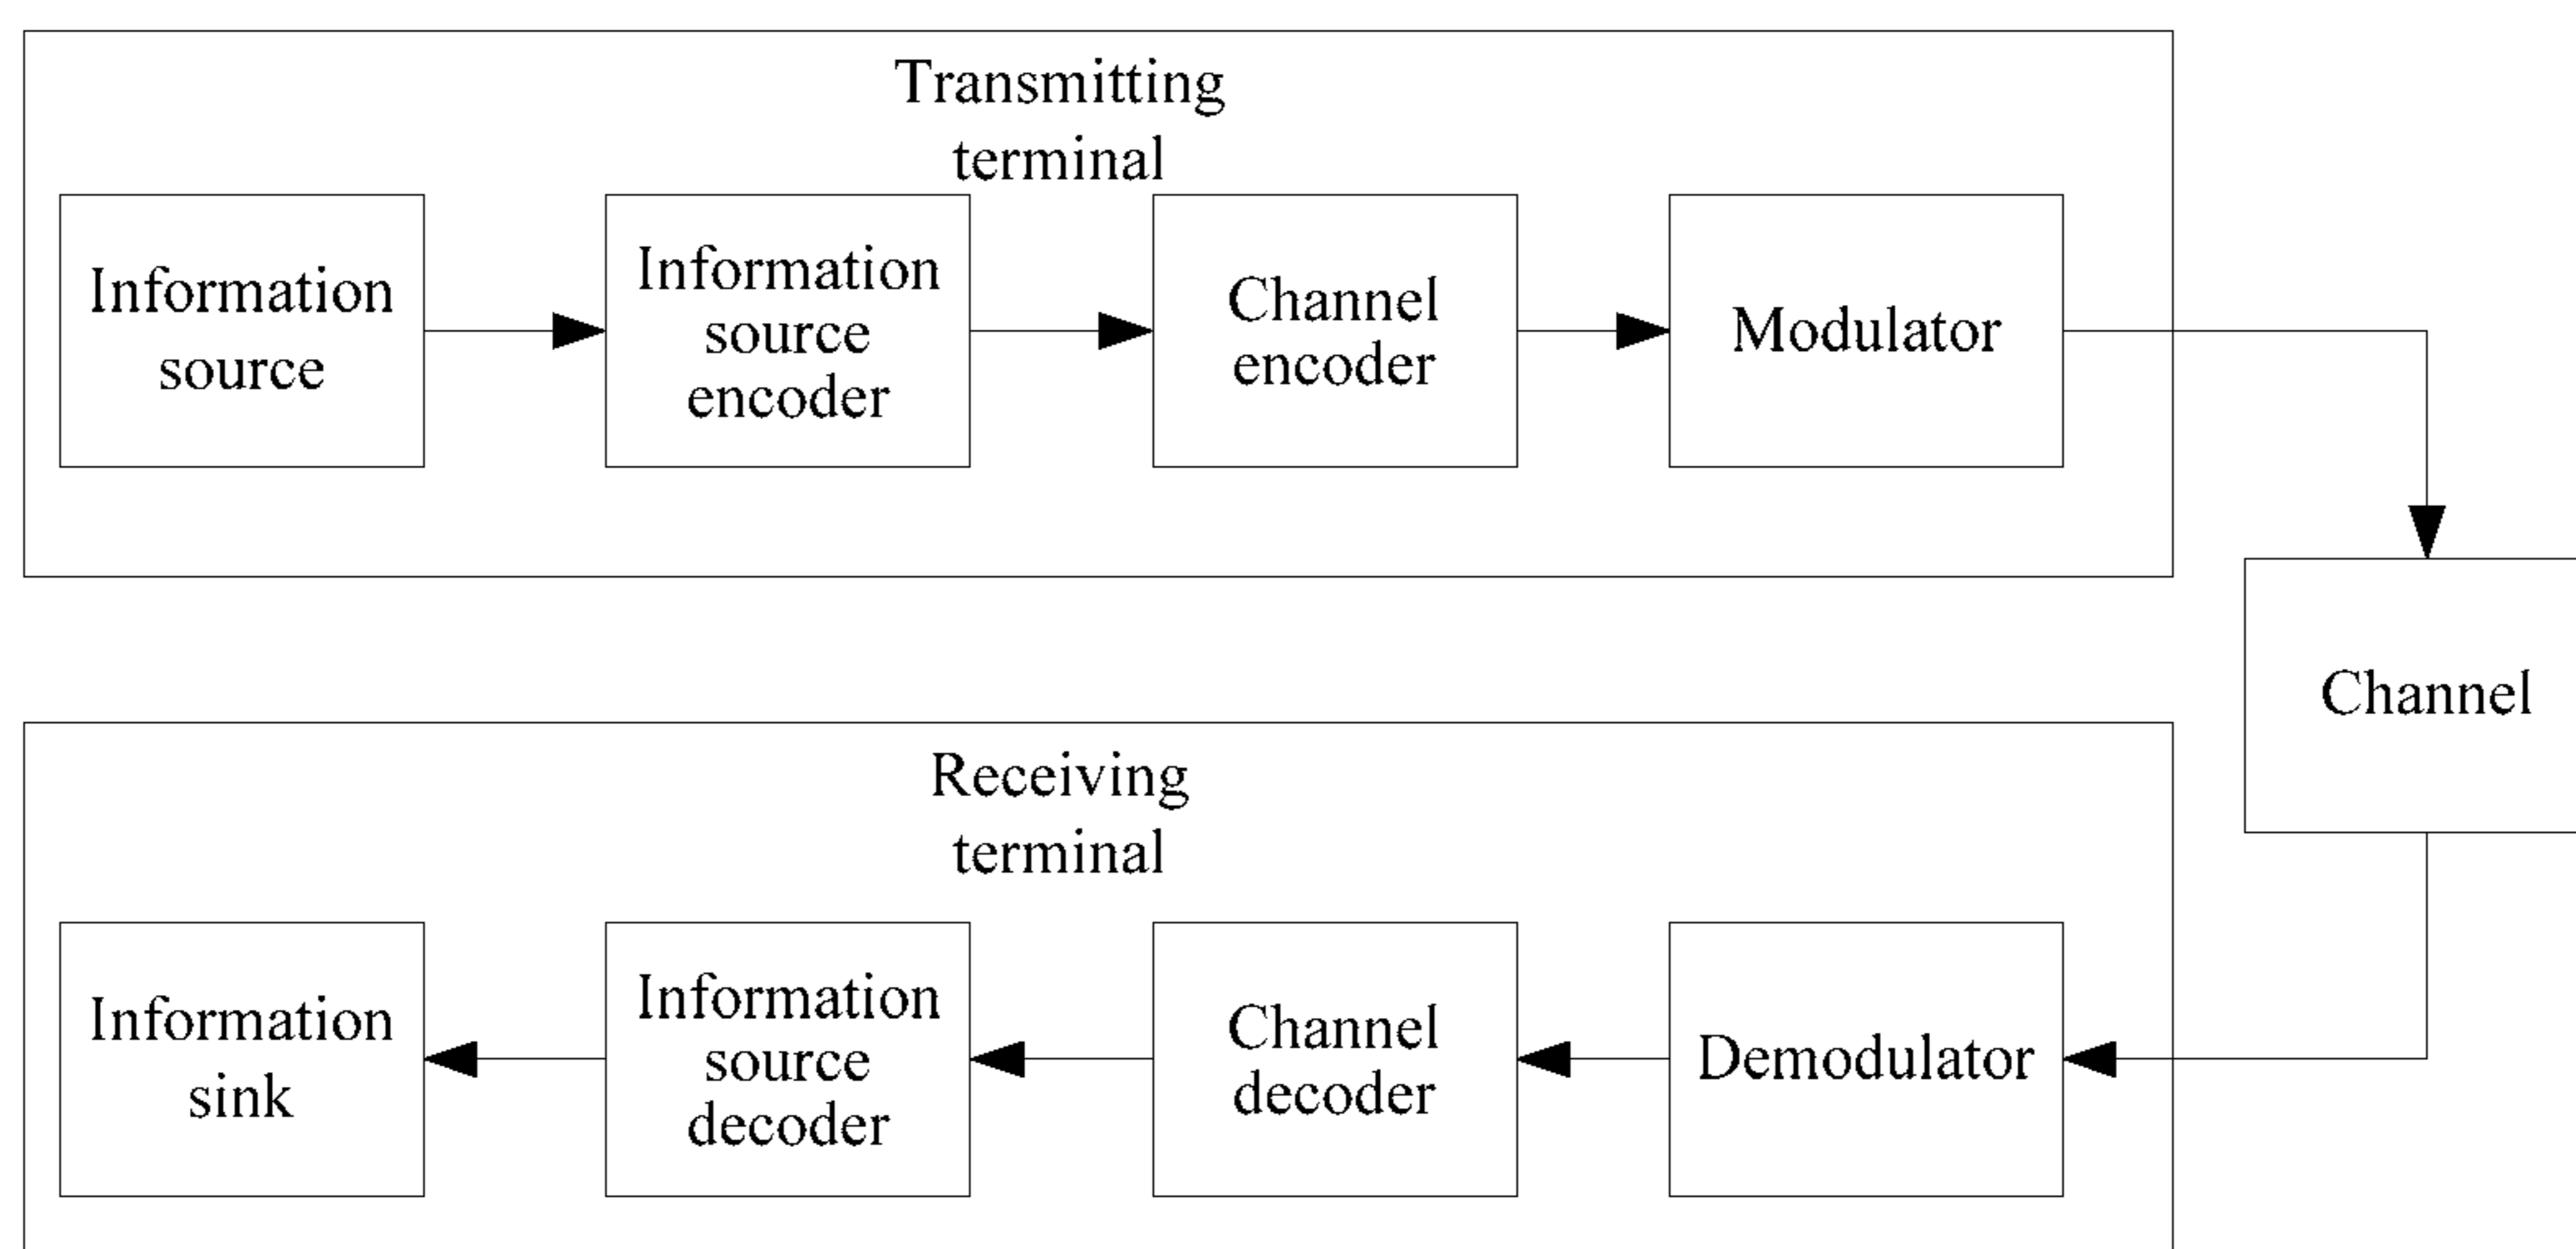 Transmitting
terminal
Information
source
Information
source
encoder
Channel
encoder
Modulator
Channel
Receiving
terminal
Information
sink
Information
source
decoder
Channel
decoder
Demodulator